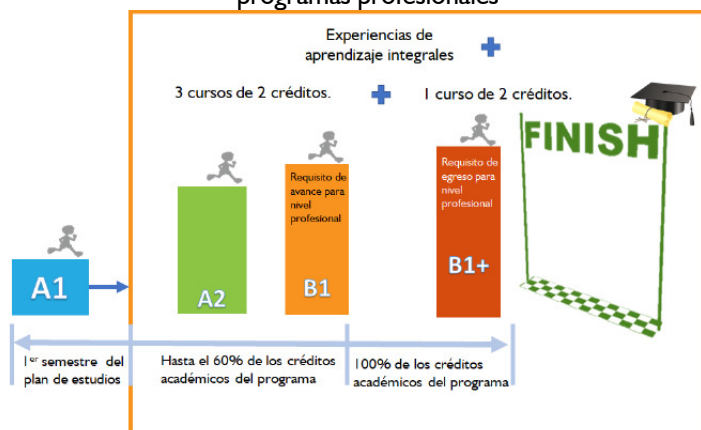 programas profesionales
Experiencias de
aprendizaje integrales
3 cursos de 2 créditos.
1 curso de 2 créditos.
FINISH
Requisito de
avance para
nivel
profesional
Requisito de
egreso para
nivel
profesional
A1
A2
B1
B1+
1er semestre del
plan de estudios
Hasta el 60% de los créditos
académicos del programa
100% de los créditos
académicos del programa